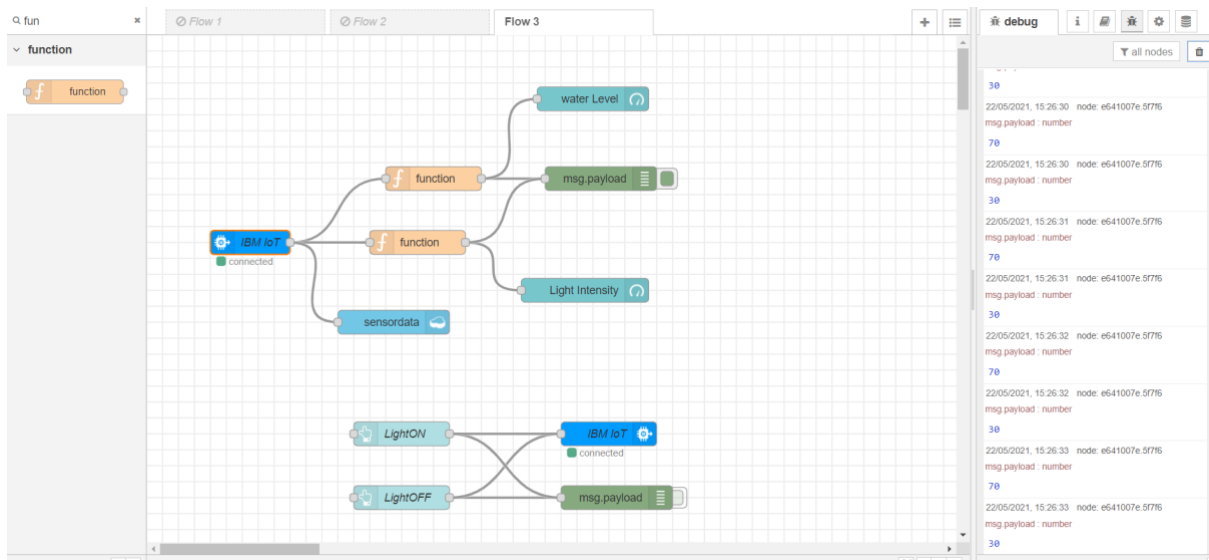 fun
Flow 1
Flow 2
Flow 3
debug
i
function
all nodes
function
water Level
function
msg.payload
IBM IoT
connected
function
Light Intensity
sensordata
LightON
IBM IoT
connected
LightOFF
msg.payload
30
22/05/2021, 15:26:30 node: e641007e.5f7f6
msg.payload : number
70
22/05/2021, 15:26:30 node: e641007e.5f7f6
msg.payload : number
30
22/05/2021, 15:26:31 node: e641007e.5f7f6
msg.payload : number
70
22/05/2021, 15:26:31 node: e641007e.5f7f6
msg.payload : number
30
22/05/2021, 15:26:32 node: e641007e.5f7f6
msg.payload : number
70
22/05/2021, 15:26:32 node: e641007e.5f7f6
msg.payload : number
30
22/05/2021, 15:26:33 node: e641007e.5f7f6
msg.payload : number
70
22/05/2021, 15:26:33 node: e641007e.5f7f6
msg.payload : number
30